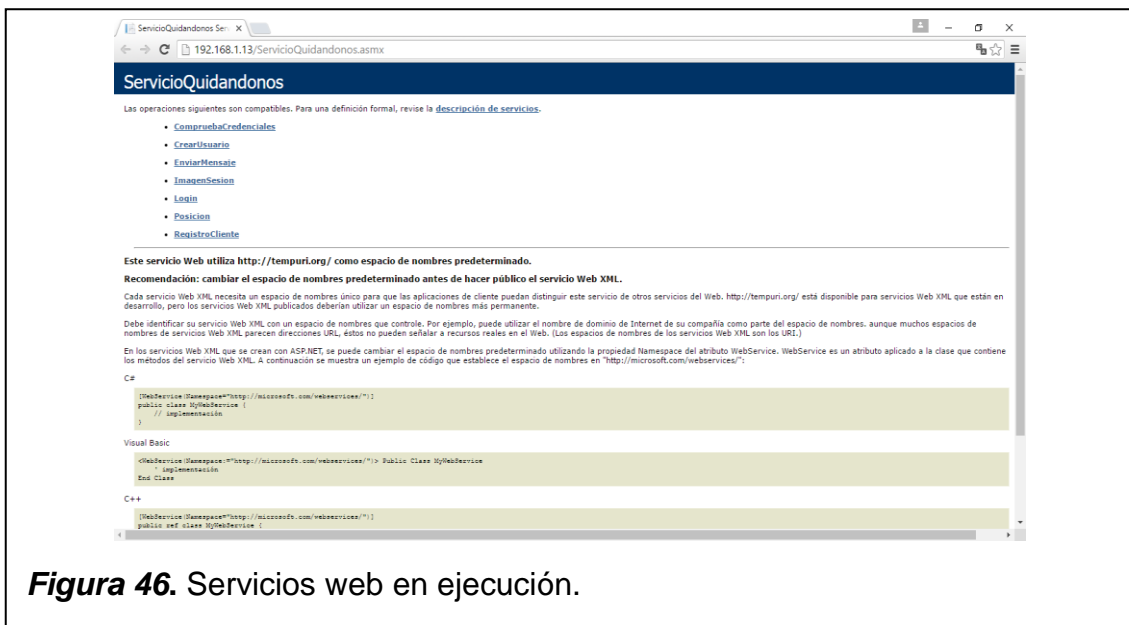 ServicioQuidandonos Ser
192.168.1.13/ServicioQuidandonos.asmx
ServicioQuidandonos
Las operaciones siguientes son compatibles. Para una definición formal, revise la descripción de servicios.
• CompruebaCredenciales
• CrearUsuario
• EnviarMensaje
• ImagenSesion
• Login
• Posicion
• RegistroCliente
Este servicio Web utiliza http://tempuri.org/ como espacio de nombres predeterminado.
Recomendación: cambiar el espacio de nombres predeterminado antes de hacer público el servicio Web XML.
Cada servicio Web XML necesita un espacio de nombres único para que las aplicaciones de cliente puedan distinguir este servicio de otros servicios del Web. http://tempuri.org/ está disponible para servicios Web XML que están en
desarrollo, pero los servicios Web XML publicados deberían utilizar un espacio de nombres más permanente.
Debe identificar su servicio Web XML con un espacio de nombres que controle. Por ejemplo, puede utilizar el nombre de dominio de Internet de su compañía como parte del espacio de nombres. aunque muchos espacios de
nombres de servicios Web XML parecen direcciones URL, éstos no pueden señalar a recursos reales en el Web. (Los espacios de nombres de los servicios Web XML son los URI.)
En los servicios Web XML que se crean con ASP.NET, se puede cambiar el espacio de nombres predeterminado utilizando la propiedad Namespace del atributo WebService. WebService es un atributo aplicado a la clase que contiene
los métodos del servicio Web XML. A continuación se muestra un ejemplo de código que establece el espacio de nombres en "http://microsoft.com/webservices/":
C#
[WebService(Namespace="http://microsoft.com/webservices/")]
public class MyWebService {
// implementación
}
Visual Basic
<WebService(Namespace:="http://microsoft.com/webservices/")> Public Class MyWebService
' implementación
End Class
C++
[WebService(Namespace="http://microsoft.com/webservices/")]
public ref class MyWebService {
Figura 46. Servicios web en ejecución.